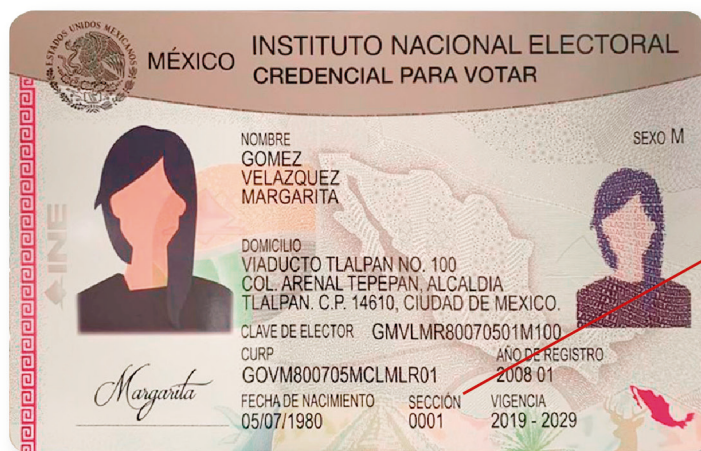 ESTADOS UNIDOS MEXICANOS
MÉXICO
INSTITUTO NACIONAL ELECTORAL
CREDENCIAL PARA VOTAR
INE
NOMBRE
GOMEZ
VELAZQUEZ
MARGARITA
SEXO M
DOMICILIO
VIADUCTO TLALPAN NO. 100
COL. ARENAL TEPEPAN, ALCALDIA
TLALPAN. C.P. 14610, CIUDAD DE MEXICO.
CLAVE DE ELECTOR GMVLMR80070501M100
CURP GOVM800705MCLMLR01
AÑO DE REGISTRO 2008 01
Margarita
FECHA DE NACIMIENTO 05/07/1980
SECCIÓN 0001
VIGENCIA 2019 - 2029